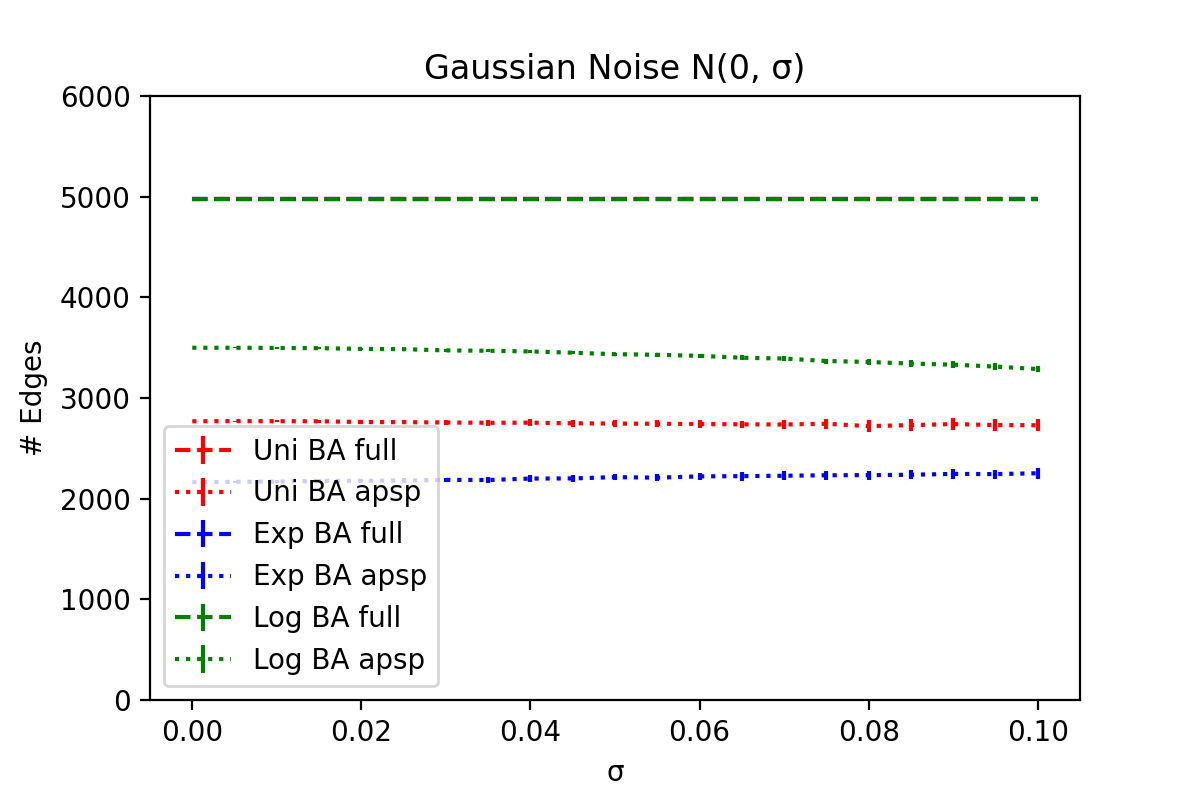 Gaussian Noise N(0, σ)
6000
5000
4000
3000
2000
1000
0
# Edges
Uni BA full
Uni BA apsp
Exp BA full
Exp BA apsp
Log BA full
Log BA apsp
0.00 0.02 0.04 0.06 0.08 0.10
σ